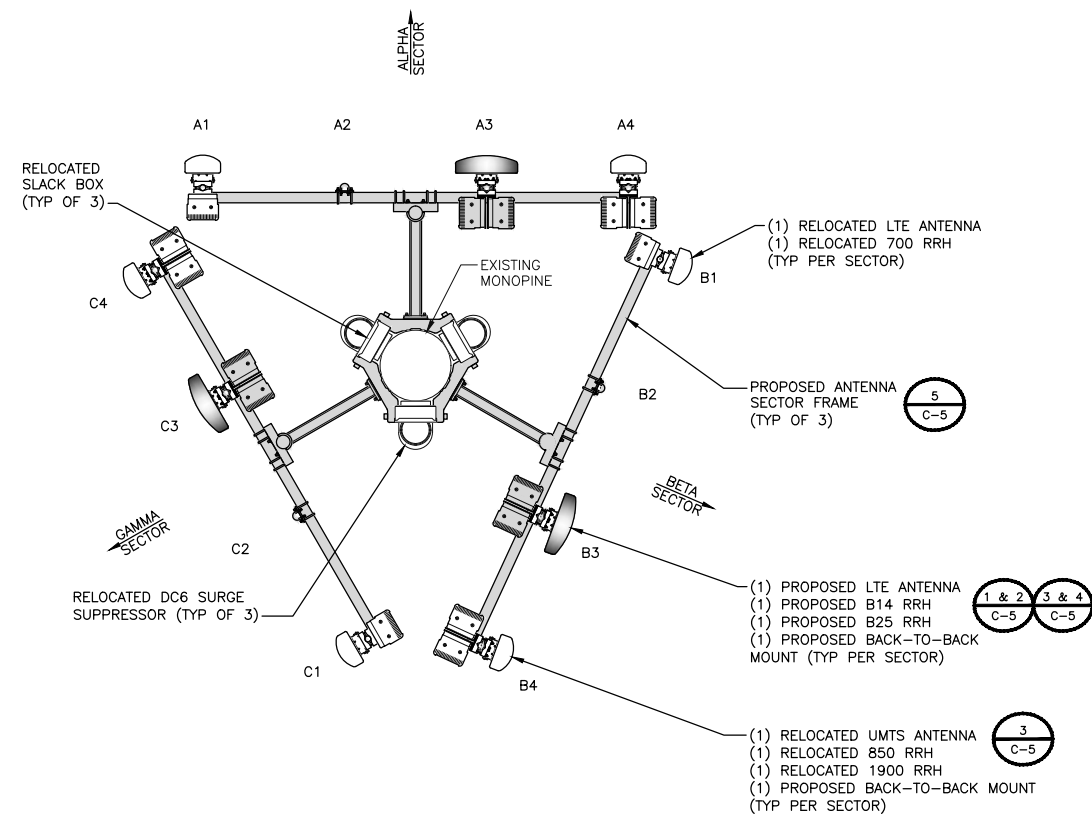 ALPHA
SECTOR
A1
A2
A3
A4
RELOCATED
SLACK BOX
(TYP OF 3)
EXISTING
MONOPINE
(1) RELOCATED LTE ANTENNA
(1) RELOCATED 700 RRH
(TYP PER SECTOR)
B1
C4
B2
PROPOSED ANTENNA
SECTOR FRAME
(TYP OF 3)
5
C-5
C3
BETA
SECTOR
GAMMA
SECTOR
C2
B3
RELOCATED DC6 SURGE
SUPPRESSOR (TYP OF 3)
(1) PROPOSED LTE ANTENNA
(1) PROPOSED B14 RRH
(1) PROPOSED B25 RRH
(1) PROPOSED BACK-TO-BACK
MOUNT (TYP PER SECTOR)
1 & 2
C-5
3 & 4
C-5
C1
B4
(1) RELOCATED UMTS ANTENNA
(1) RELOCATED 850 RRH
(1) RELOCATED 1900 RRH
(1) PROPOSED BACK-TO-BACK MOUNT
(TYP PER SECTOR)
3
C-5